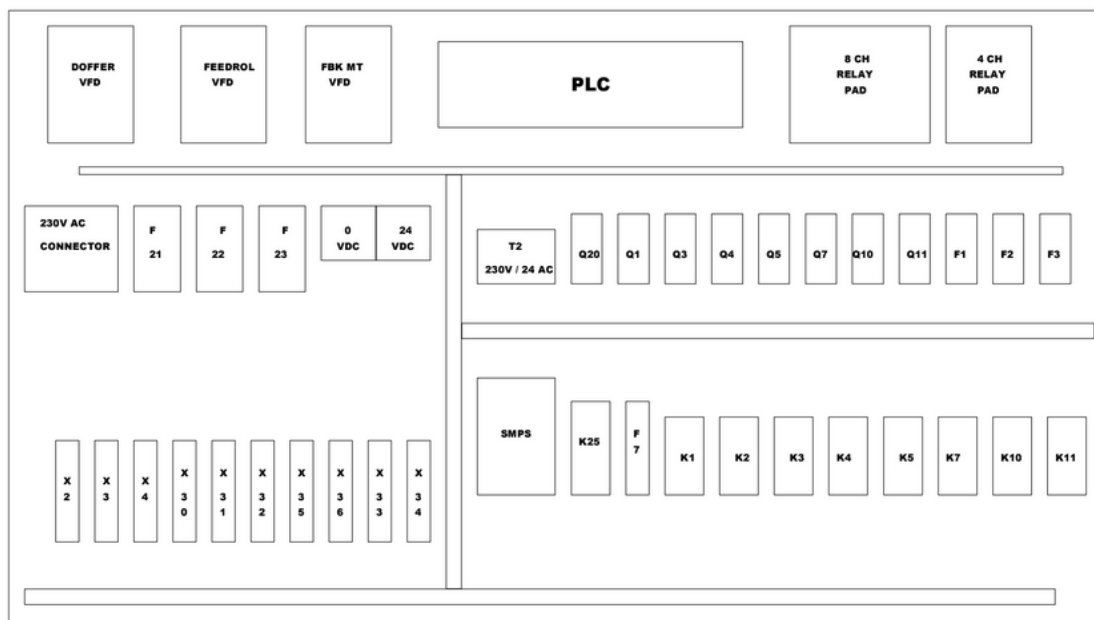 DOFFER
VFD
FEEDROL
VFD
FBK MT
VFD
PLC
8 CH
RELAY
PAD
4 CH
RELAY
PAD
230V AC
CONNECTOR
F
21
F
22
F
23
0
VDC
24
VDC
T2
230V / 24 AC
Q20
Q1
Q3
Q4
Q5
Q7
Q10
Q11
F1
F2
F3
SMPS
K25
F
7
K1
K2
K3
K4
K5
K7
K10
K11
X
2
X
3
X
4
X
3
0
X
3
1
X
3
2
X
3
5
X
3
6
X
3
3
X
3
4